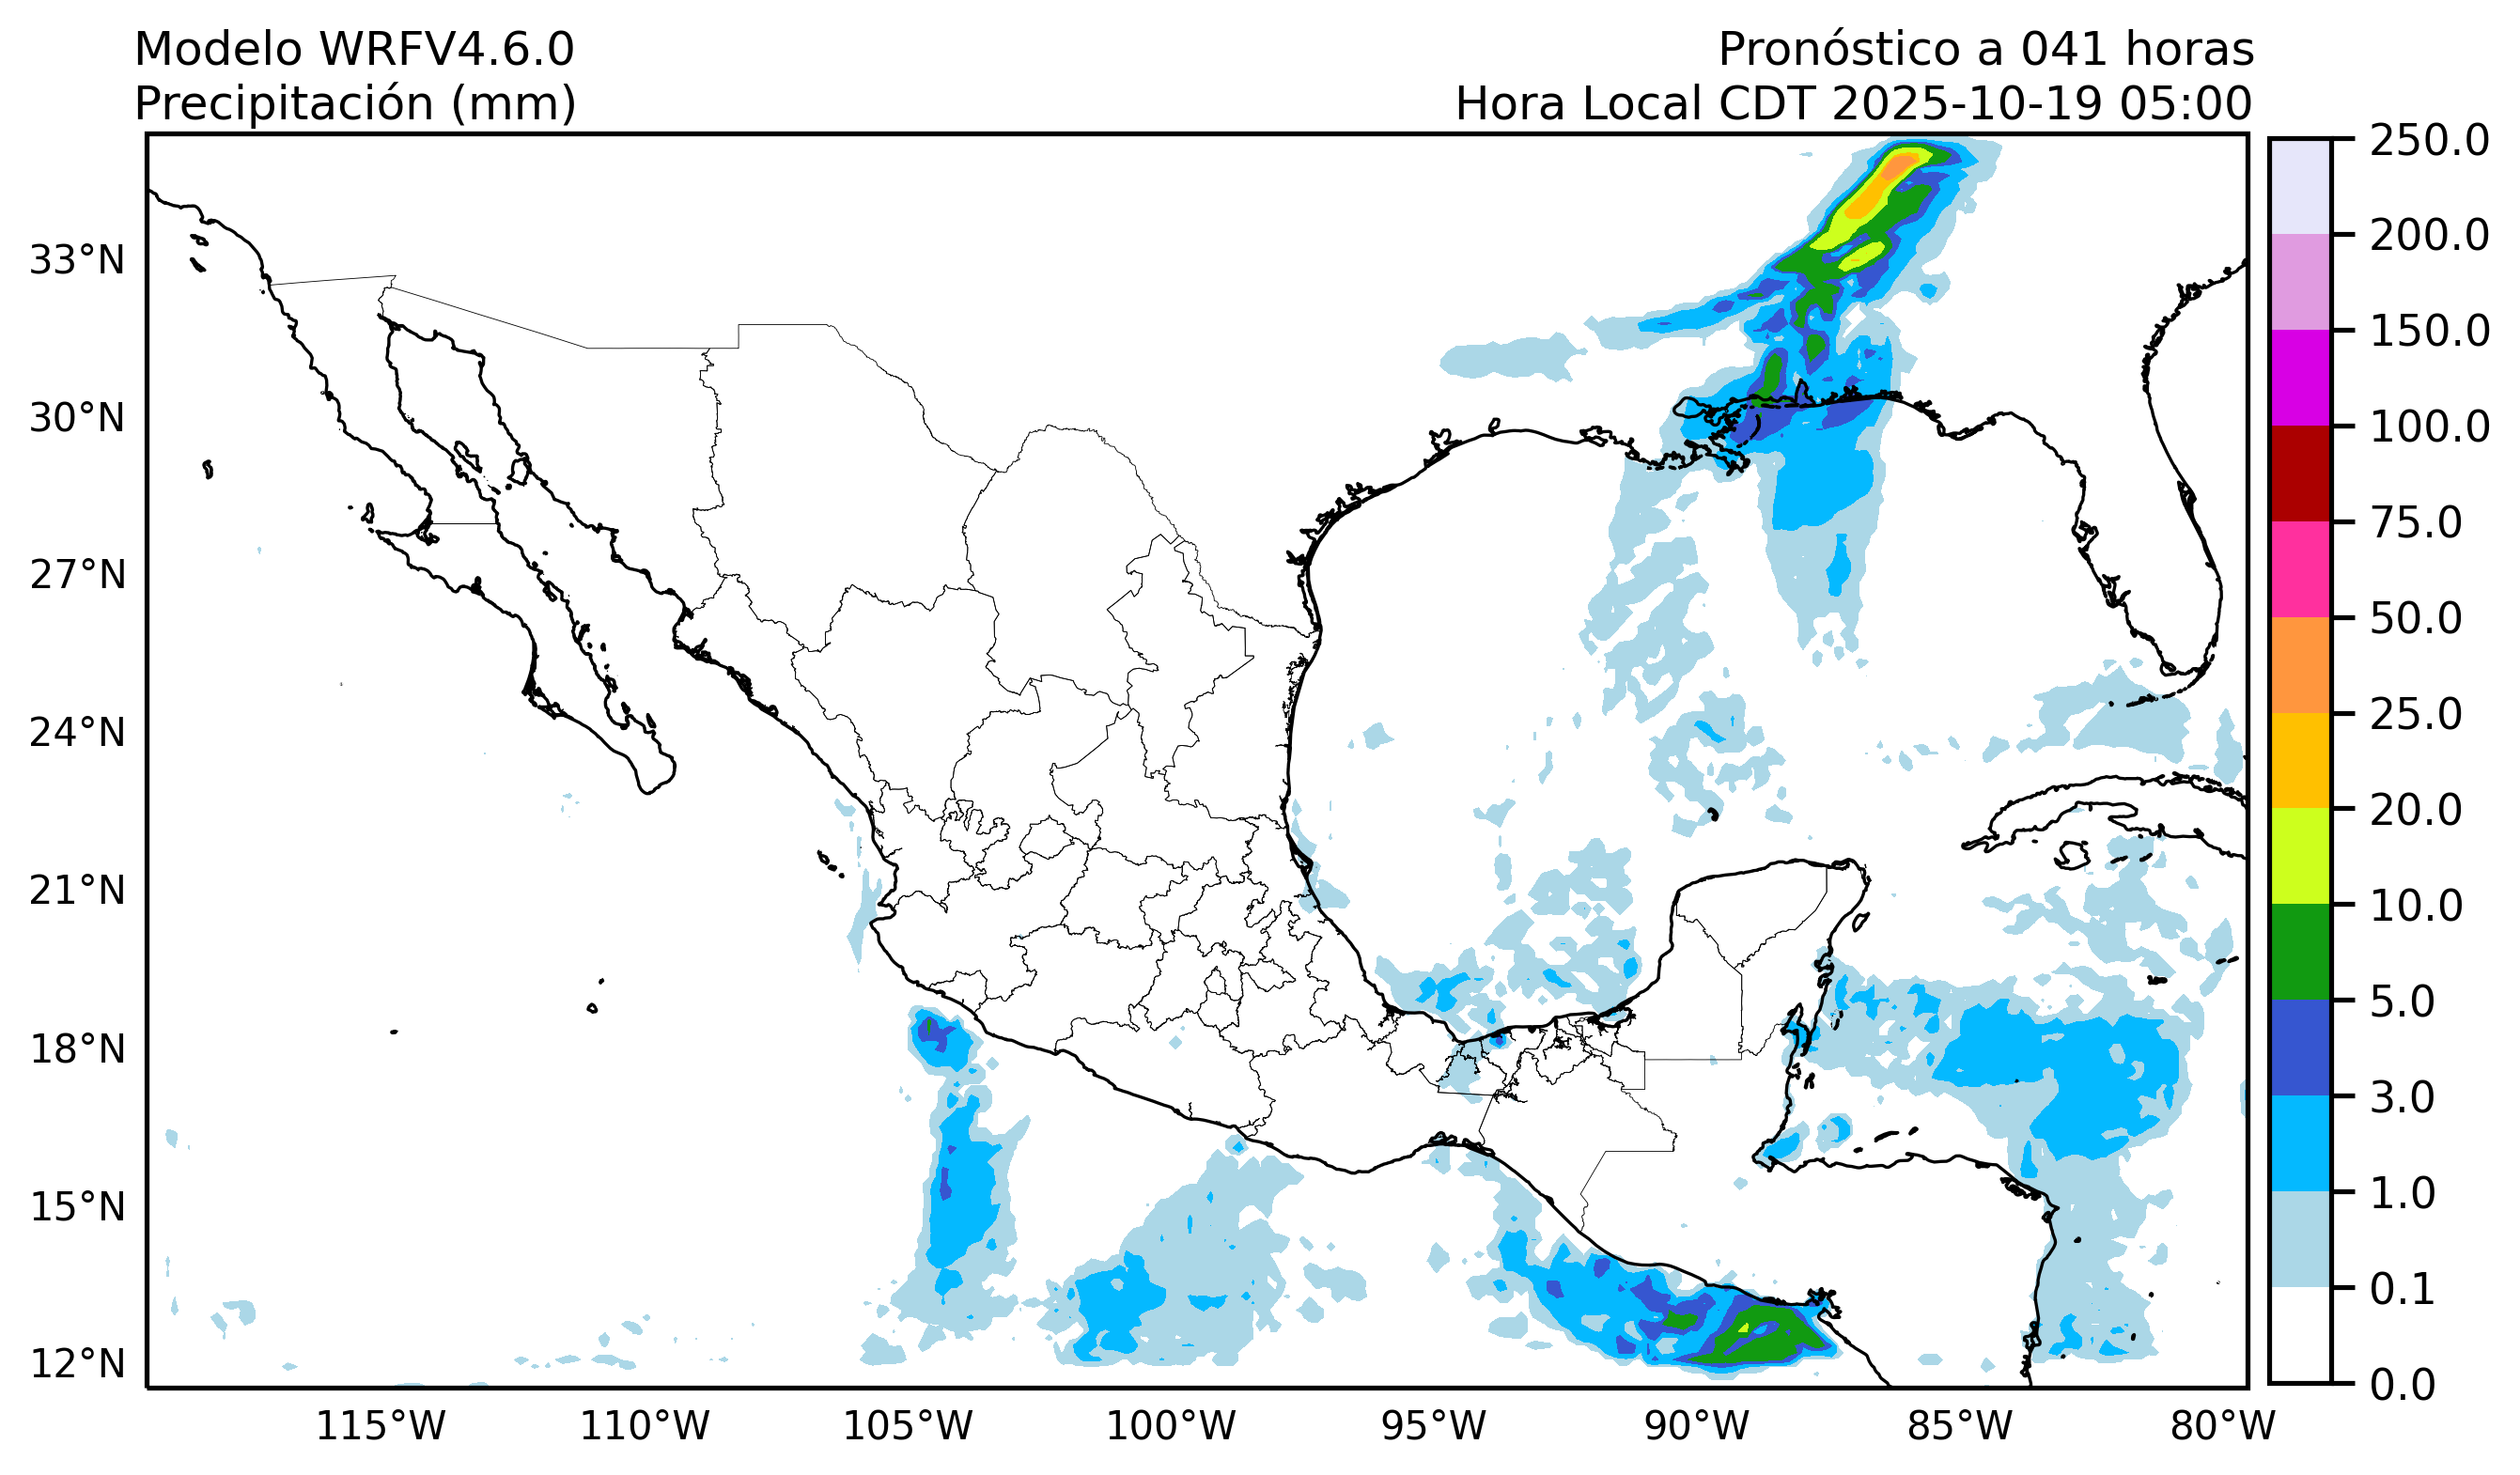 Modelo WRFV4.6.0
Precipitación (mm)
Pronóstico a 041 horas
Hora Local CDT 2025-10-19 05:00
33°N
30°N
27°N
24°N
21°N
18°N
15°N
12°N
115°W
110°W
105°W
100°W
95°W
90°W
85°W
80°W
250.0
200.0
150.0
100.0
75.0
50.0
25.0
20.0
10.0
5.0
3.0
1.0
0.1
0.0